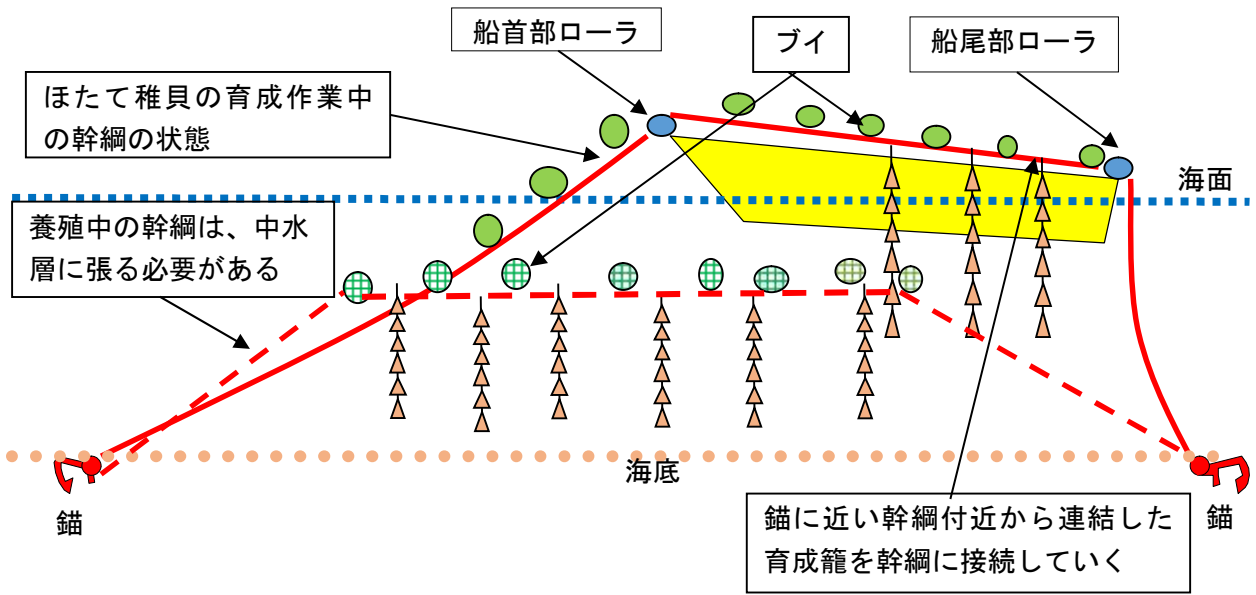 船首部ローラ
ブイ
船尾部ローラ
ほたて稚貝の育成作業中
の幹綱の状態
海面
養殖中の幹綱は、中水
層に張る必要がある
海底
錨
錨
錨に近い幹綱付近から連結した
育成籠を幹綱に接続していく